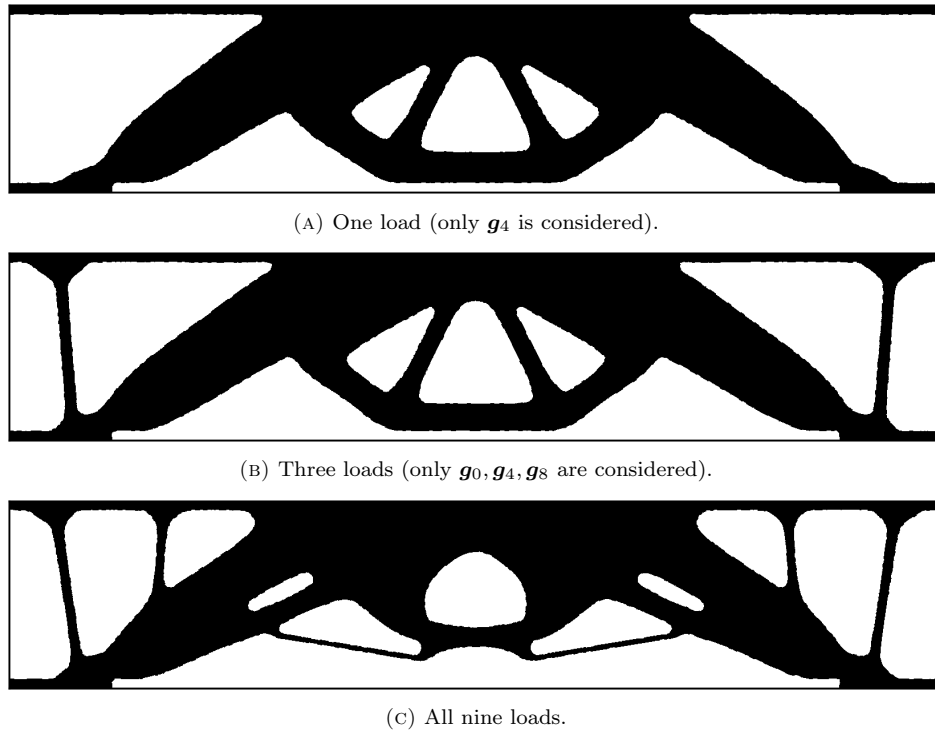 (A) One load (only g₄ is considered).
(B) Three loads (only g₀, g₄, g₈ are considered).
(C) All nine loads.